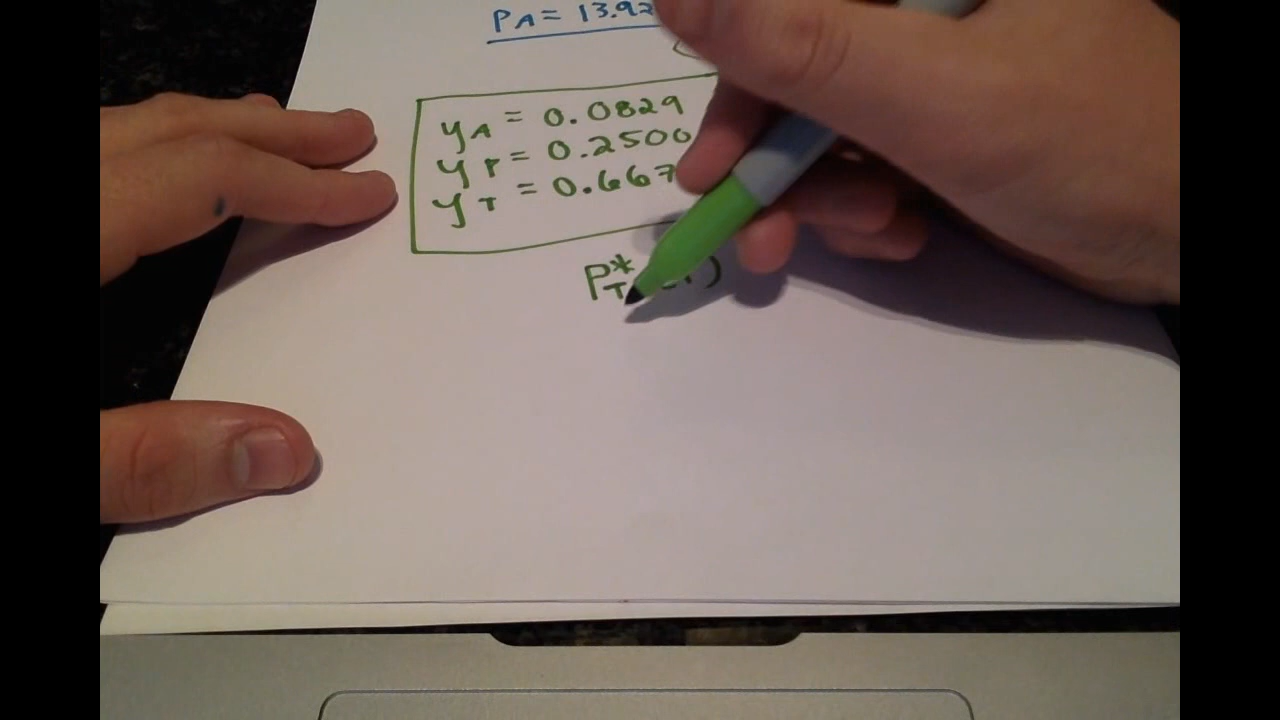 PA = 13.92
yA = 0.0829
yP = 0.2500
yT = 0.667
P*T